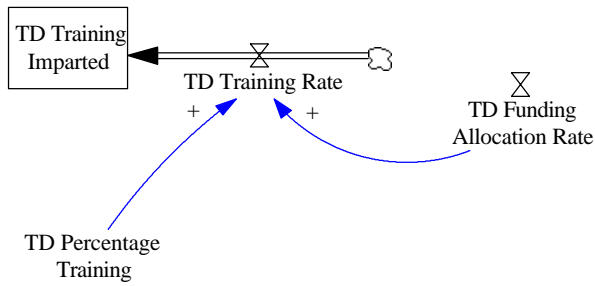 TD Training
Imparted
TD Training Rate
+
+
TD Funding
Allocation Rate
TD Percentage
Training